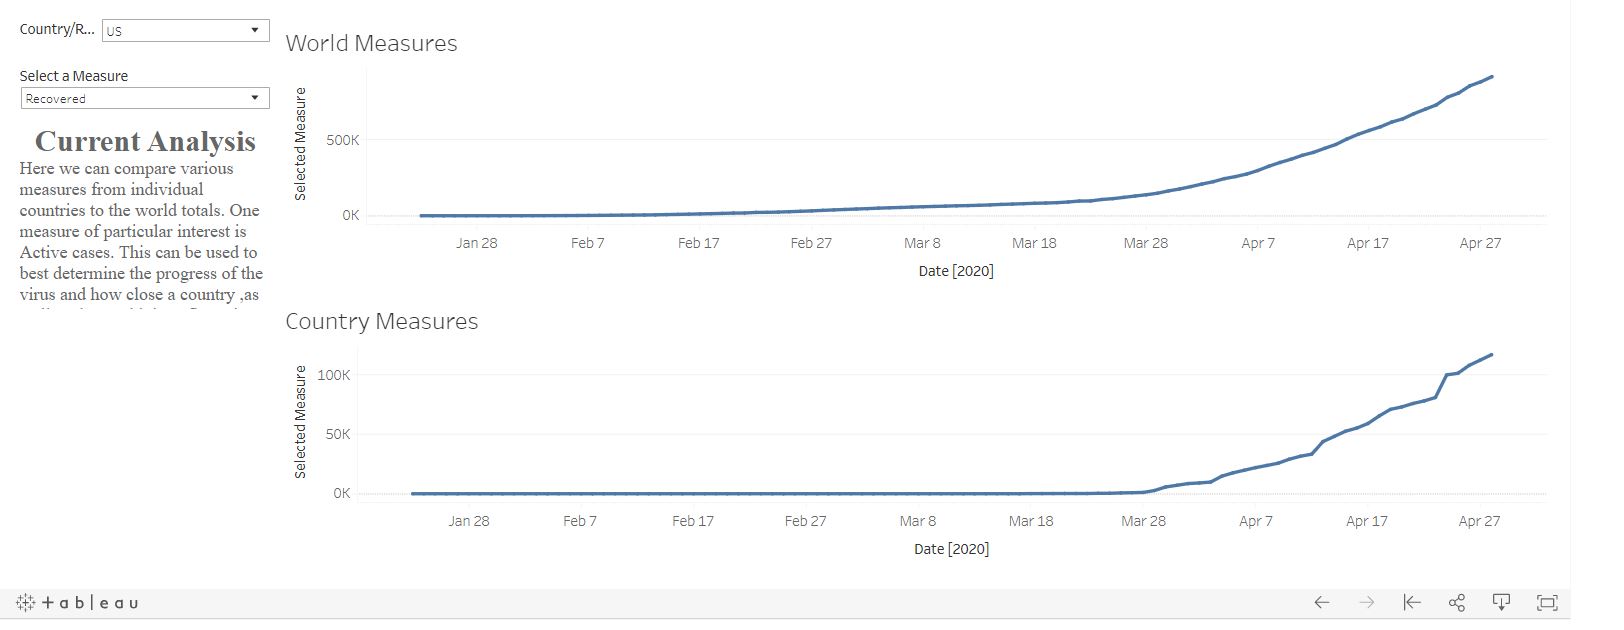 Country/R...
US
Select a Measure
Recovered
Current Analysis
Here we can compare various
measures from individual
countries to the world totals. One
measure of particular interest is
Active cases. This can be used to
best determine the progress of the
virus and how close a country ,as
World Measures
Selected Measure
500K
0K
Jan 28
Feb 7
Feb 17
Feb 27
Mar 8
Mar 18
Mar 28
Apr 7
Apr 17
Apr 27
Date [2020]
Country Measures
Selected Measure
100K
50K
0K
Jan 28
Feb 7
Feb 17
Feb 27
Mar 8
Mar 18
Mar 28
Apr 7
Apr 17
Apr 27
Date [2020]
+ableau